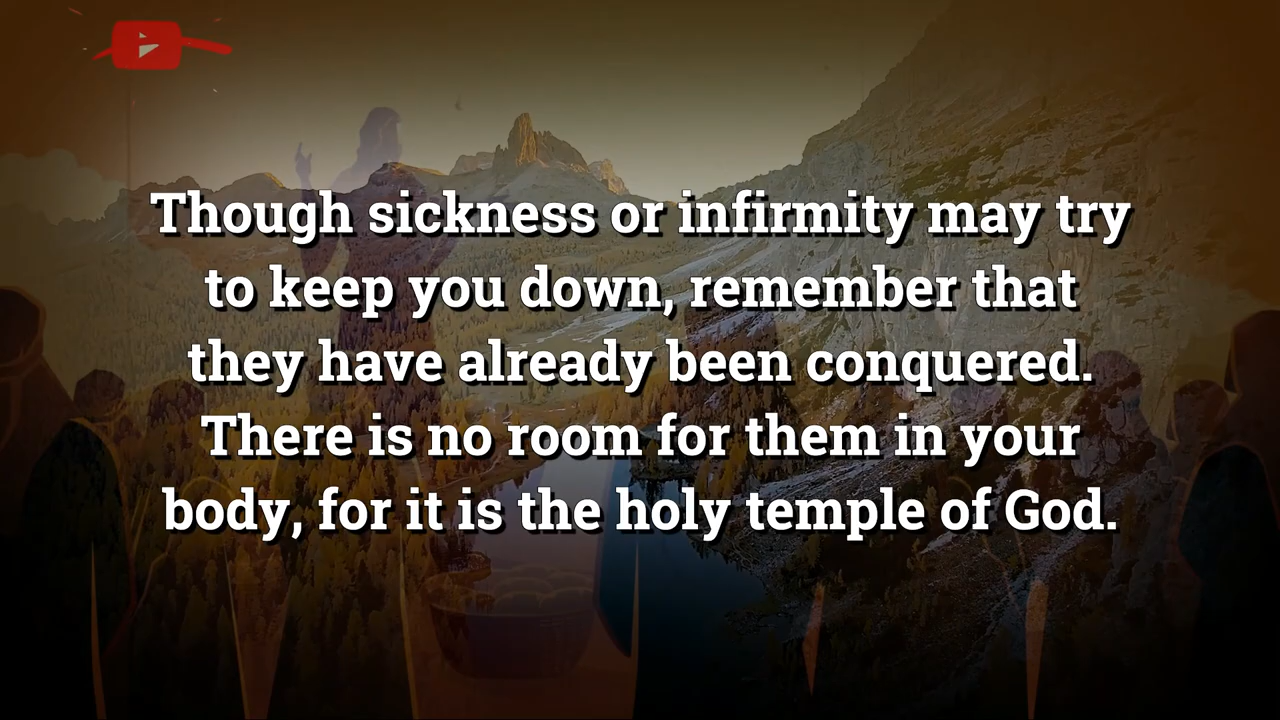 Though sickness or infirmity may try
to keep you down, remember that
they have already been conquered.
There is no room for them in your
body, for it is the holy temple of God.